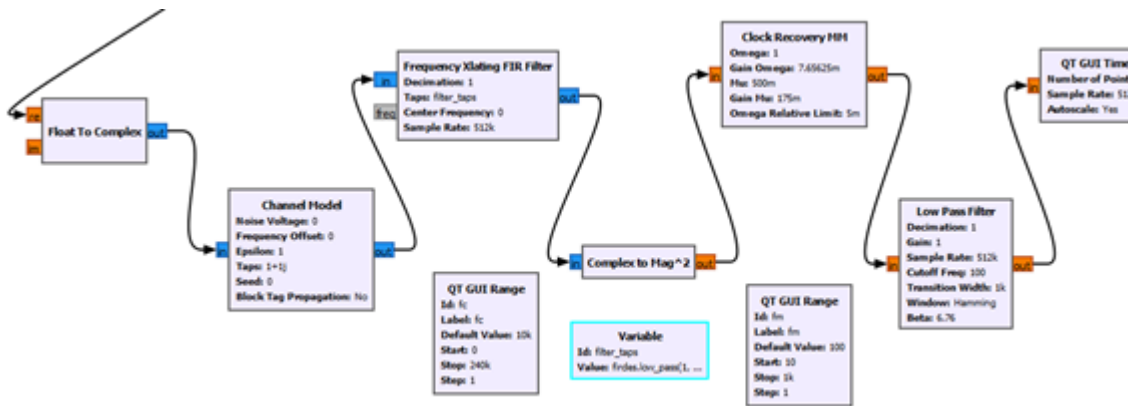 re
in
Float To Complex
out
Channel Model
Noise Voltage: 0
Frequency Offset: 0
Epsilon: 1
Taps: 1+1j
Seed: 0
Block Tag Propagation: No
in
out
Frequency Xlating FIR Filter
Decimation: 1
Taps: filter_taps
Center Frequency: 0
Sample Rate: 512k
in
freq
out
in
Complex to Mag^2
out
QT GUI Range
Id: fc
Label: fc
Default Value: 10k
Start: 0
Stop: 240k
Step: 1
Variable
Id: filter_taps
Value: firdes.low_pass(1, ...
Clock Recovery MM
Omega: 1
Gain Omega: 7.65625m
Mu: 500m
Gain Mu: 175m
Omega Relative Limit: 5m
in
out
QT GUI Range
Id: fm
Label: fm
Default Value: 100
Start: 10
Stop: 1k
Step: 1
Low Pass Filter
Decimation: 1
Gain: 1
Sample Rate: 512k
Cutoff Freq: 100
Transition Width: 1k
Window: Hamming
Beta: 6.76
in
out
QT GUI Time
Number of Point
Sample Rate: 51
Autoscale: Yes
in